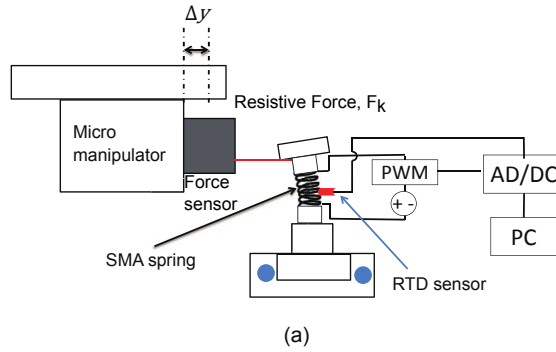 Δy
Resistive Force, Fₖ
Micro
manipulator
Force
sensor
PWM
+ -
AD/DC
PC
SMA spring
RTD sensor
(a)